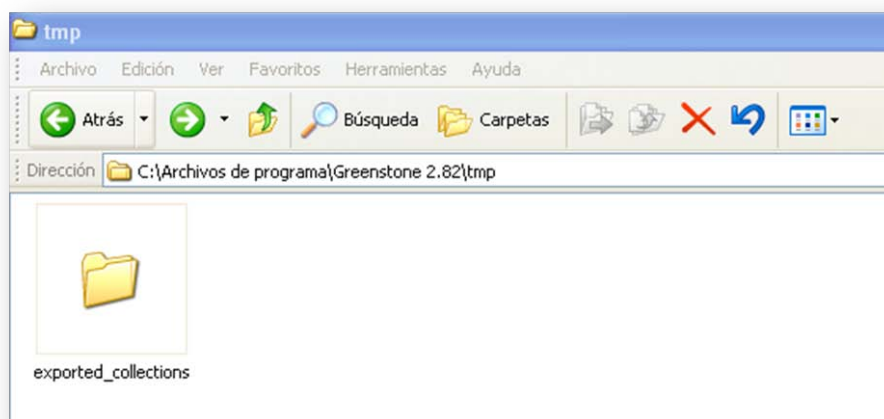 tmp
Archivo Edición Ver Favoritos Herramientas Ayuda
Atrás Búsqueda Carpetas
Dirección C:\Archivos de programa\Greenstone 2.82\tmp
exported_collections